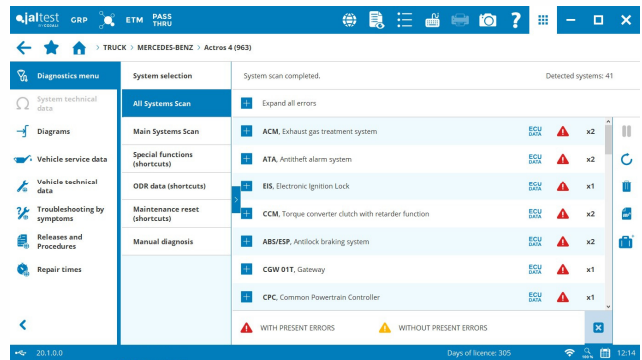 jaltest
BY COJALI
GRP
ETM
PASS
THRU
> TRUCK > MERCEDES-BENZ > Actros 4 (963)
Diagnostics menu
System technical
data
Diagrams
Vehicle service data
Vehicle technical
data
Troubleshooting by
symptoms
Releases and
Procedures
Repair times
System selection
All Systems Scan
Main Systems Scan
Special functions
(shortcuts)
ODR data (shortcuts)
Maintenance reset
(shortcuts)
Manual diagnosis
System scan completed. Detected systems: 41
Expand all errors
ACM, Exhaust gas treatment system ECU DATA x2
ATA, Antitheft alarm system ECU DATA x2
EIS, Electronic Ignition Lock ECU DATA x1
CCM, Torque converter clutch with retarder function ECU DATA x2
ABS/ESP, Antilock braking system ECU DATA x2
CGW 01T, Gateway ECU DATA x1
CPC, Common Powertrain Controller ECU DATA x1
WITH PRESENT ERRORS WITHOUT PRESENT ERRORS
20.1.0.0 Days of licence: 305 100% 12:14